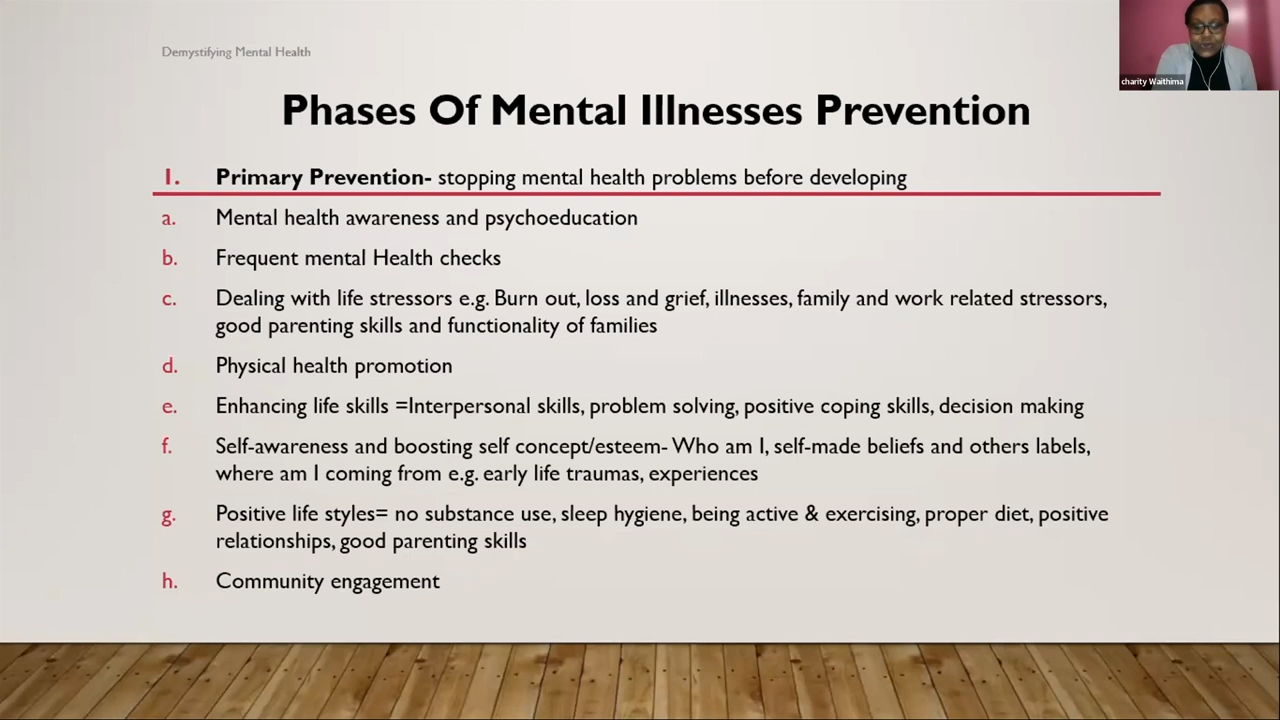 Demystifying Mental Health
charity Waithima
Phases Of Mental Illnesses Prevention
1. Primary Prevention- stopping mental health problems before developing
a. Mental health awareness and psychoeducation
b. Frequent mental Health checks
c. Dealing with life stressors e.g. Burn out, loss and grief, illnesses, family and work related stressors,
good parenting skills and functionality of families
d. Physical health promotion
e. Enhancing life skills =Interpersonal skills, problem solving, positive coping skills, decision making
f. Self-awareness and boosting self concept/esteem- Who am I, self-made beliefs and others labels,
where am I coming from e.g. early life traumas, experiences
g. Positive life styles= no substance use, sleep hygiene, being active & exercising, proper diet, positive
relationships, good parenting skills
h. Community engagement